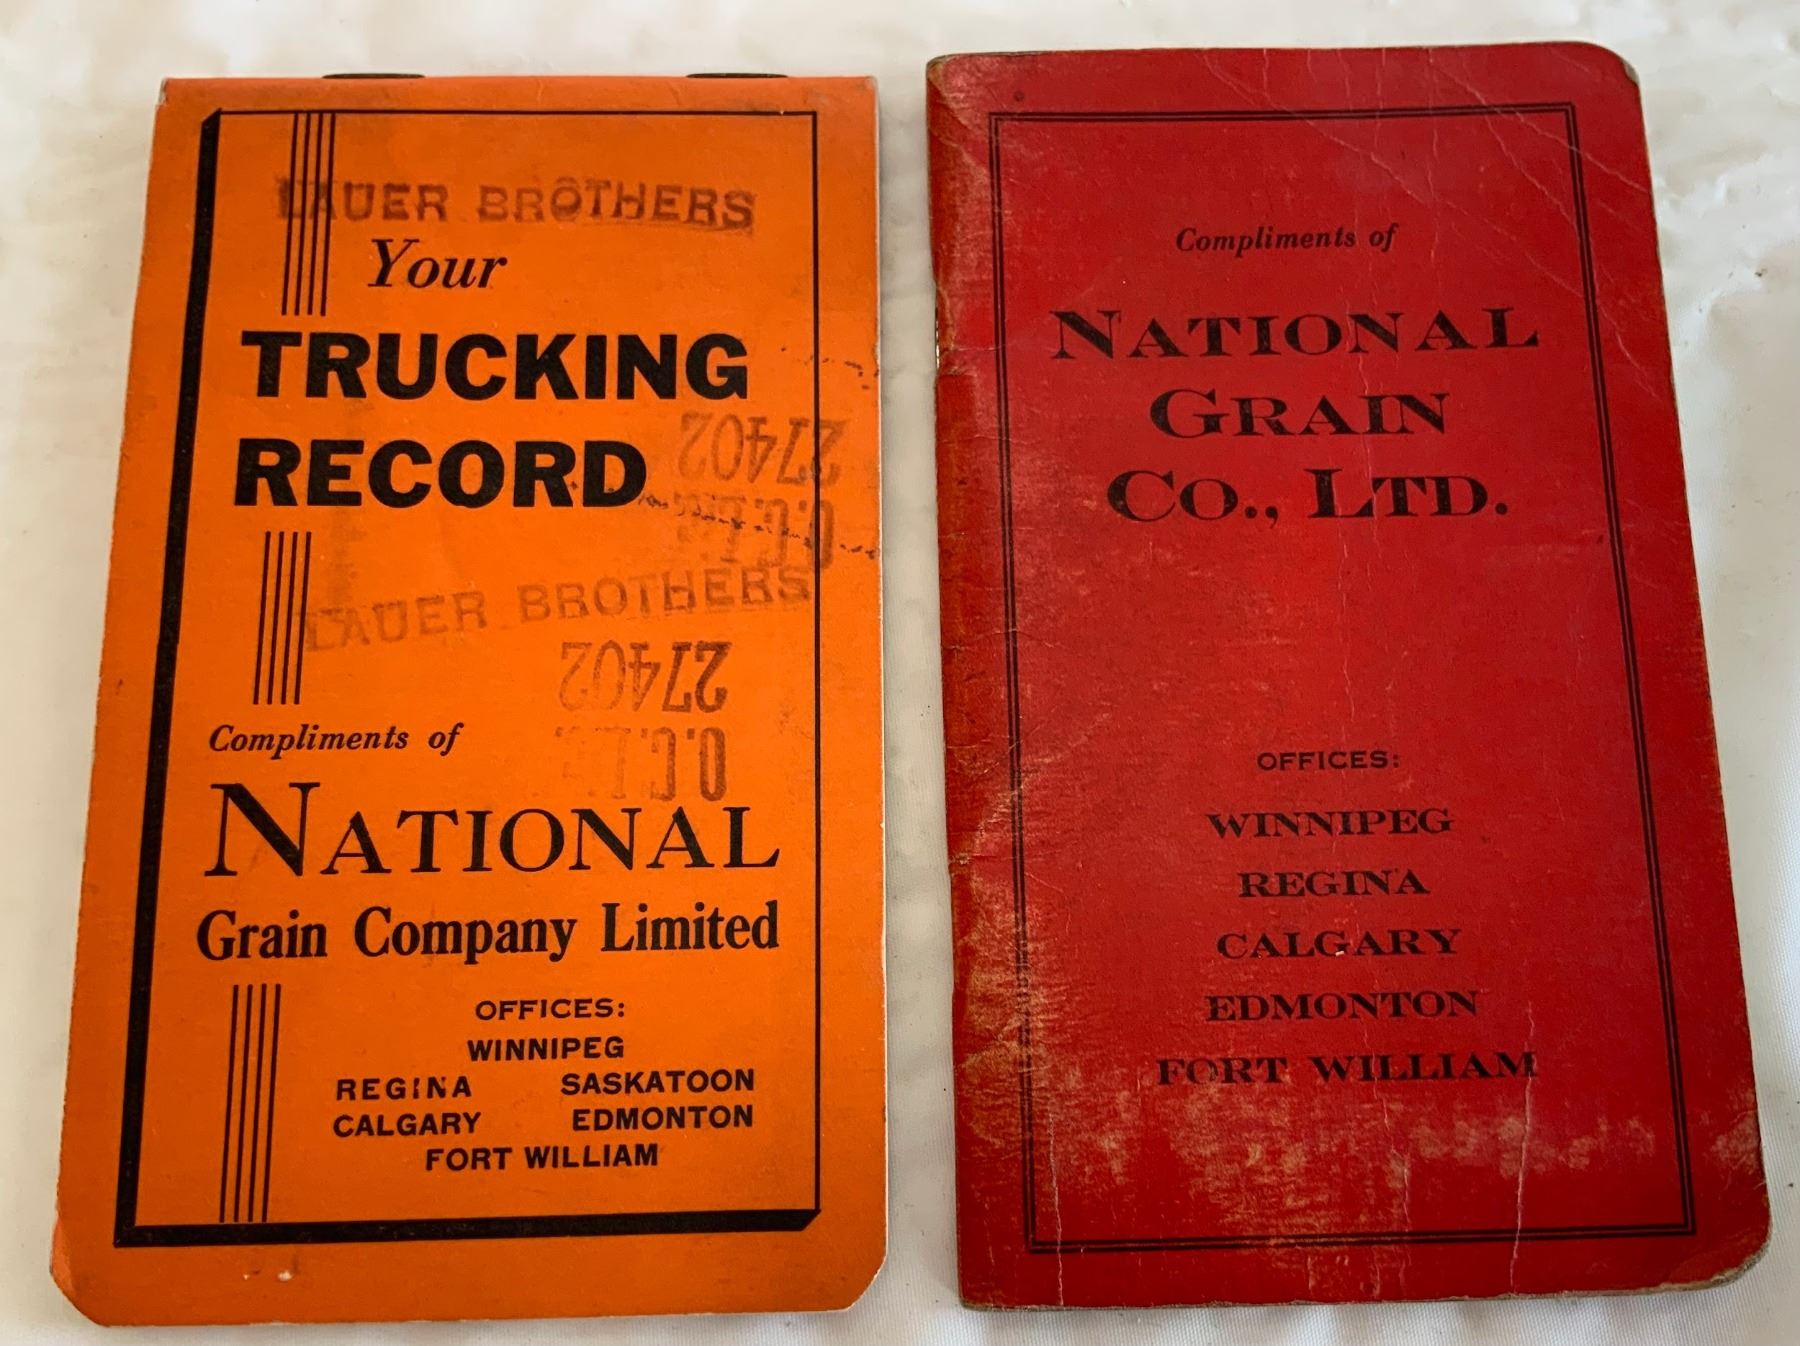 LAUER BROTHERS
Your
TRUCKING
RECORD
27402
LAUER BROTHERS
27402
Compliments of
NATIONAL
Grain Company Limited
OFFICES:
WINNIPEG
REGINA SASKATOON
CALGARY EDMONTON
FORT WILLIAM
Compliments of
NATIONAL
GRAIN
CO., LTD.
OFFICES:
WINNIPEG
REGINA
CALGARY
EDMONTON
FORT WILLIAM